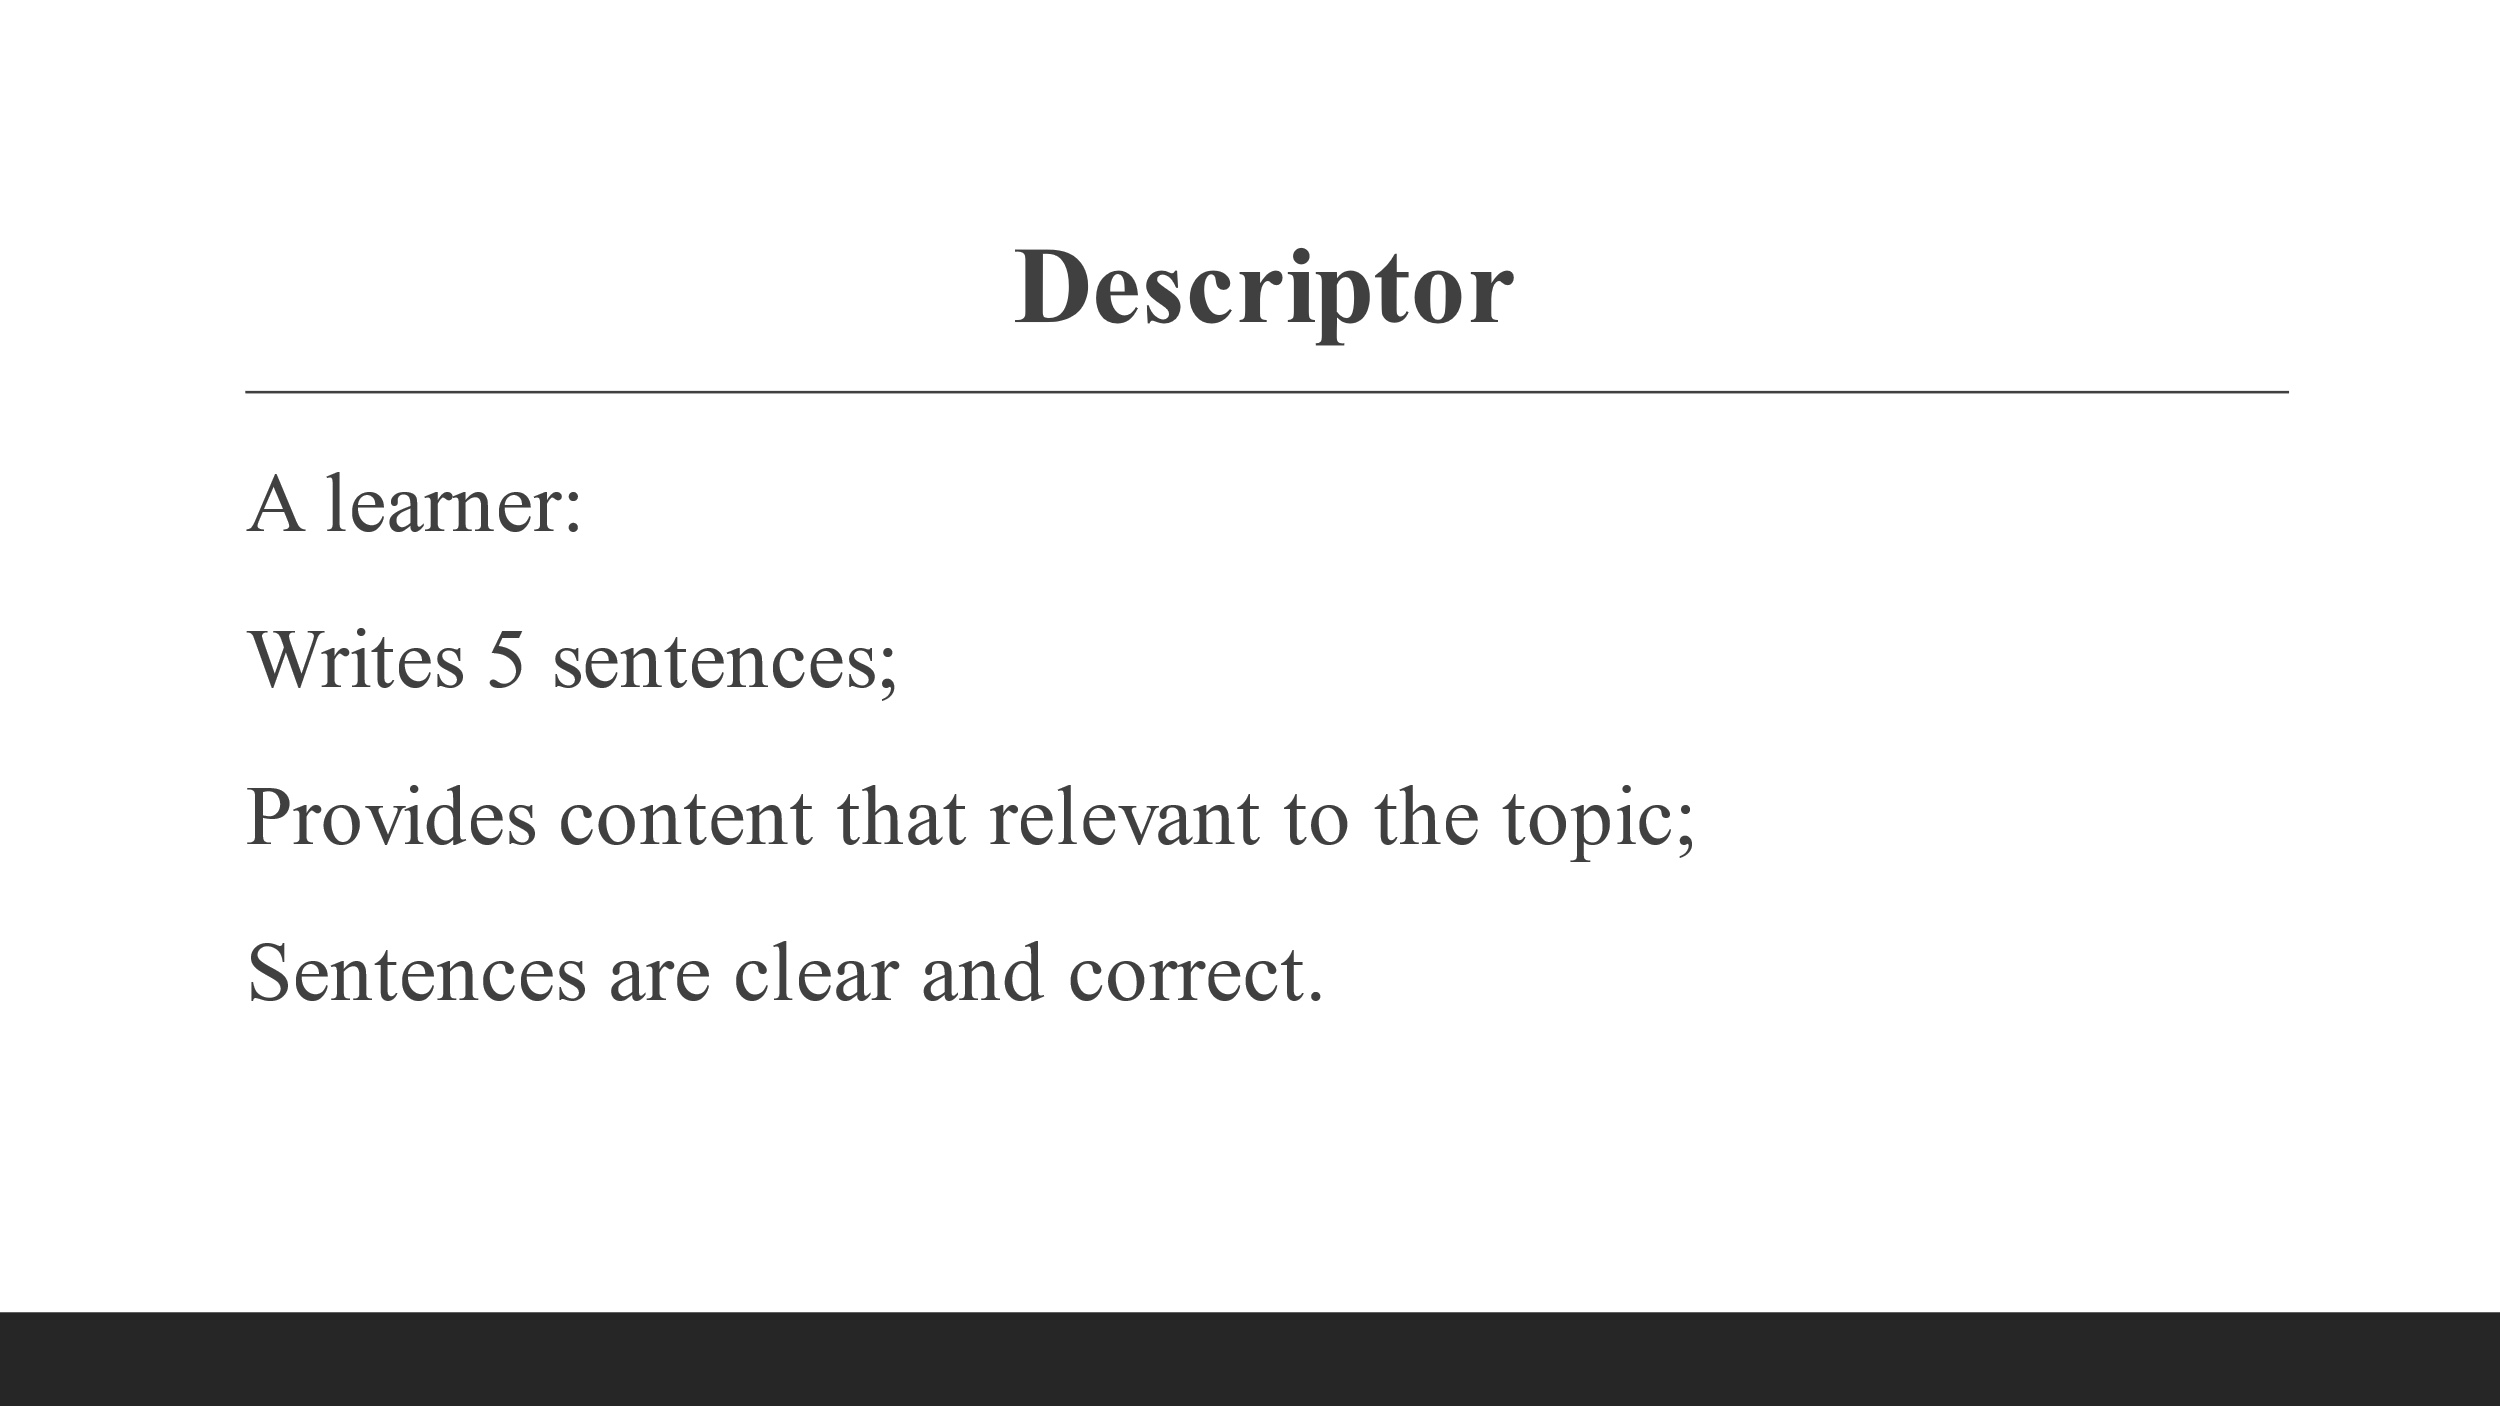 Descriptor
A learner:
Writes 5 sentences;
Provides content that relevant to the topic;
Sentences are clear and correct.